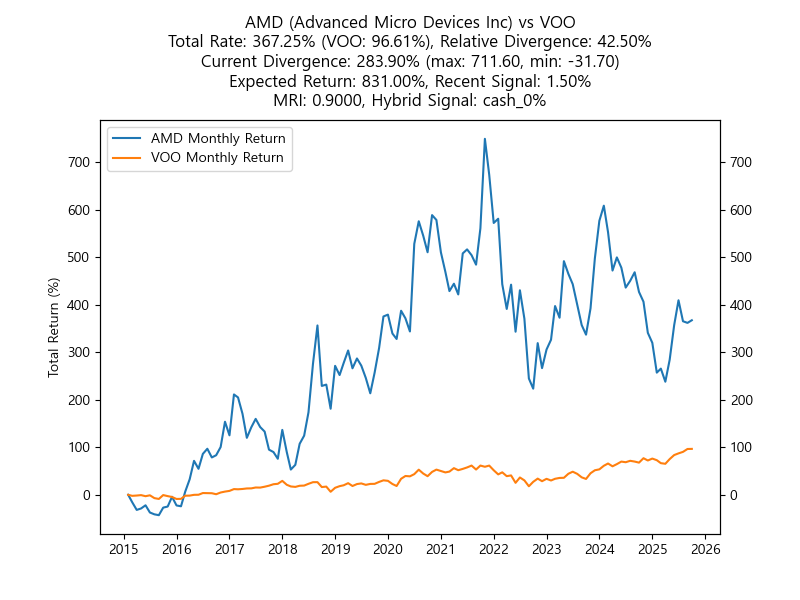 AMD (Advanced Micro Devices Inc) vs VOO
Total Rate: 367.25% (VOO: 96.61%), Relative Divergence: 42.50%
Current Divergence: 283.90% (max: 711.60, min: -31.70)
Expected Return: 831.00%, Recent Signal: 1.50%
MRI: 0.9000, Hybrid Signal: cash_0%
AMD Monthly Return
VOO Monthly Return
Total Return (%)
700
600
500
400
300
200
100
0
700
600
500
400
300
200
100
0
2015 2016 2017 2018 2019 2020 2021 2022 2023 2024 2025 2026